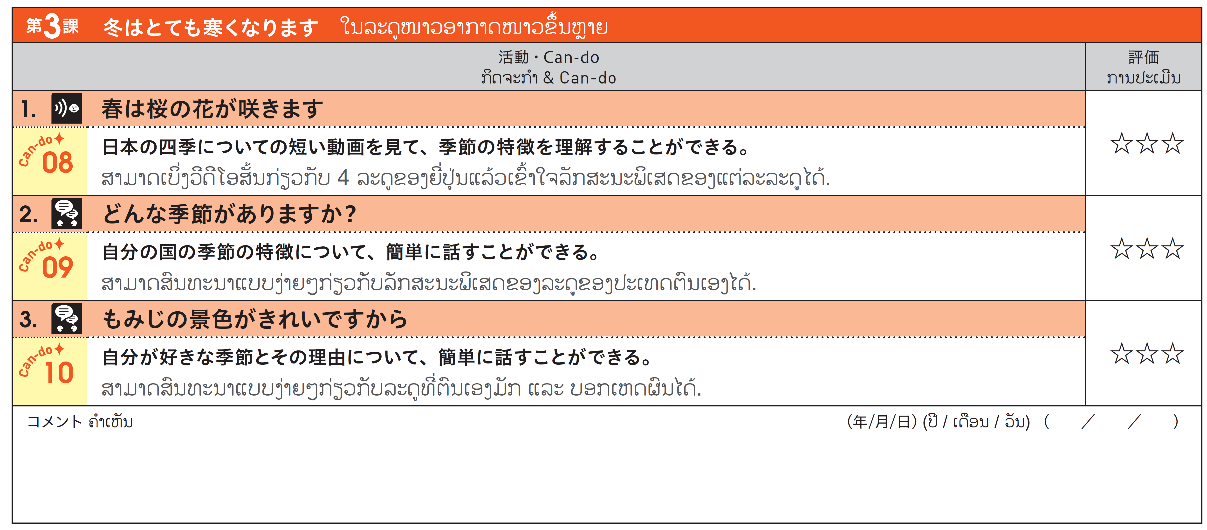 第3課 冬はとても寒くなります ໃນລະດູໜາວອາກາດໜາວຂຶ້ນຫຼາຍ
活動・Can-do
ກິດຈະກຳ & Can-do
評価
ການປະເມີນ
1. 春は桜の花が咲きます
Can-do 08
日本の四季についての短い動画を見て、季節の特徴を理解することができる。
ສາມາດເບິ່ງວີດີໂອສັ້ນກ່ຽວກັບ 4 ລະດູຂອງຍີ່ປຸ່ນແລ້ວເຂົ້າໃຈລັກສະນະພິເສດຂອງແຕ່ລະລະດູໄດ້.
☆☆☆
2. どんな季節がありますか?
Can-do 09
自分の国の季節の特徴について、簡単に話すことができる。
ສາມາດສົນທະນາແບບງ່າຍໆກ່ຽວກັບລັກສະນະພິເສດຂອງລະດູຂອງປະເທດຕົນເອງໄດ້.
☆☆☆
3. もみじの景色がきれいですから
Can-do 10
自分が好きな季節とその理由について、簡単に話すことができる。
ສາມາດສົນທະນາແບບງ່າຍໆກ່ຽວກັບລະດູທີ່ຕົນເອງມັກ ແລະ ບອກເຫດຜົນໄດ້.
☆☆☆
コメント ຄຳເຫັນ
(年/月/日) (ປີ / ເດືອນ / ວັນ) ( / / )